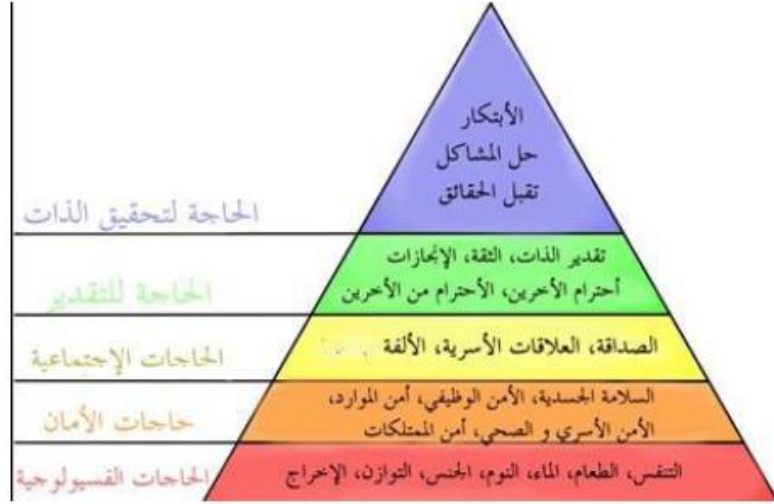 الأبتكار
حل المشاكل
تقبل الحقائق
الحاجة لتحقيق الذات
تقدير الذات، الثقة، الإنجازات
أحترام الأخرين، الأحترام من الأخرين
الحاجة للتقدير
الصداقة، العلاقات الأسرية، الألفة
الحاجات الإجتماعية
السلامة الجسدية، الأمن الوظيفي، أمن الموارد،
الأمن الأسري و الصحي، أمن الممتلكات
حاجات الأمان
التنفس، الطعام، الماء، النوم، الجنس، التوازن، الإخراج
الحاجات الفسيولوجية